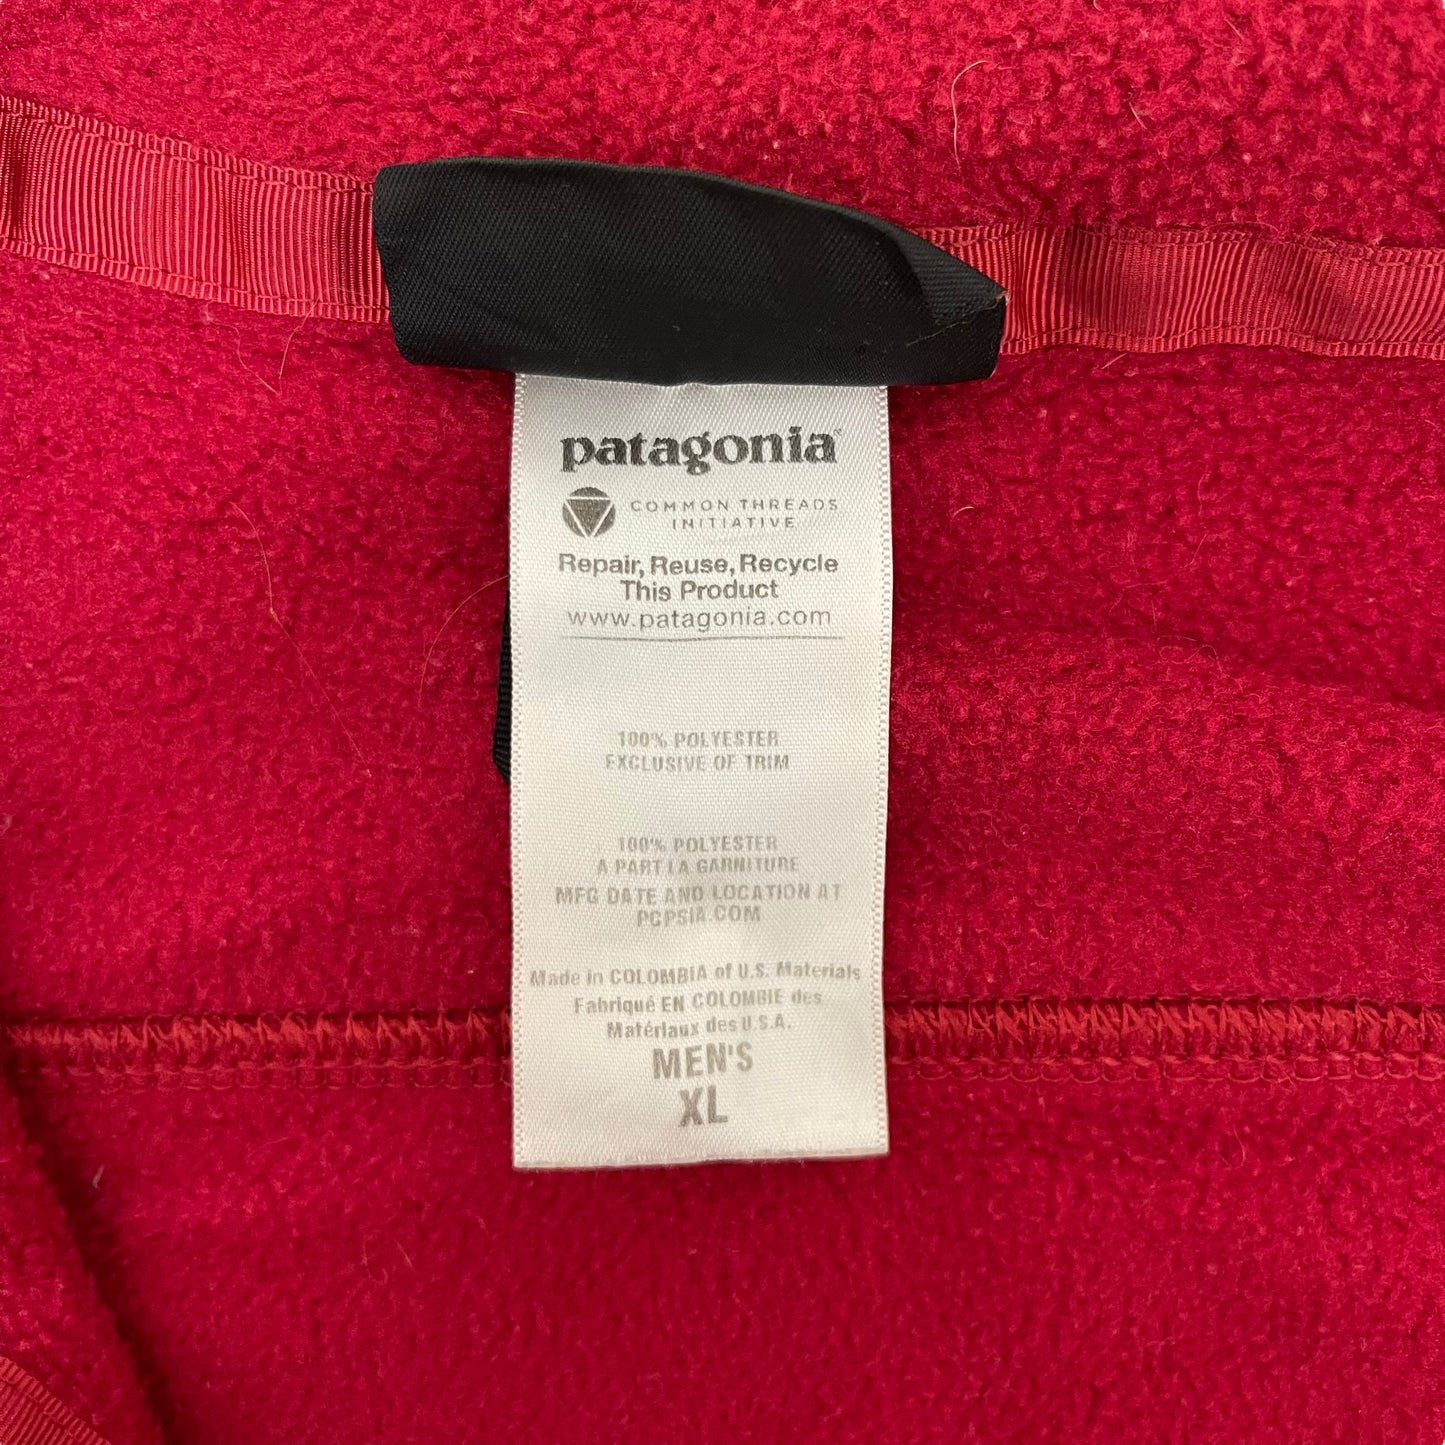 patagonia®
COMMON THREADS
INITIATIVE
Repair, Reuse, Recycle
This Product
www.patagonia.com
100% POLYESTER
EXCLUSIVE OF TRIM
100% POLYESTER
A PART LA GARNITURE
MFG DATE AND LOCATION AT
PCPSIA.COM
Made in COLOMBIA of U.S. Materials
Fabriqué EN COLOMBIE des
Matériaux des U.S.A.
MEN'S
XL